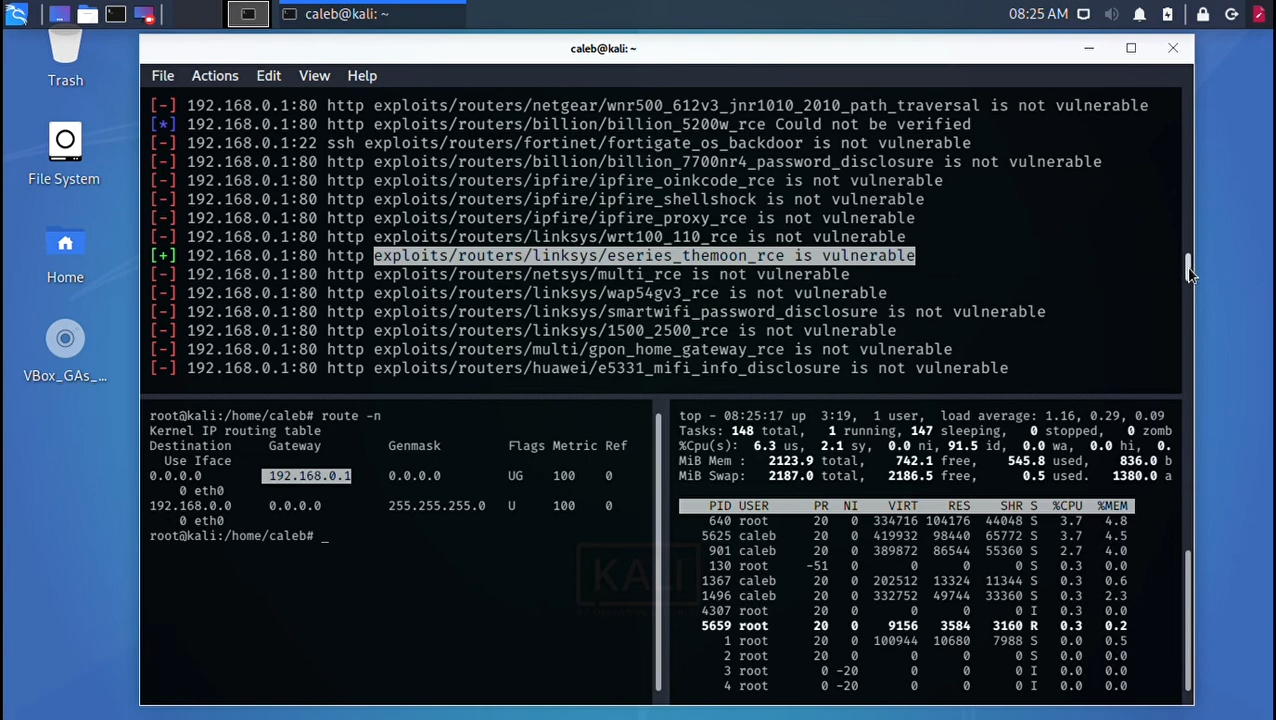 caleb@kali: ~
08:25 AM
Trash
File System
Home
VBox_GAs_...
caleb@kali: ~
File Actions Edit View Help
[-] 192.168.0.1:80 http exploits/routers/netgear/wnr500_612v3_jnr1010_2010_path_traversal is not vulnerable
[*] 192.168.0.1:80 http exploits/routers/billion/billion_5200w_rce Could not be verified
[-] 192.168.0.1:22 ssh exploits/routers/fortinet/fortigate_os_backdoor is not vulnerable
[-] 192.168.0.1:80 http exploits/routers/billion/billion_7700nr4_password_disclosure is not vulnerable
[-] 192.168.0.1:80 http exploits/routers/ipfire/ipfire_oinkcode_rce is not vulnerable
[-] 192.168.0.1:80 http exploits/routers/ipfire/ipfire_shellshock is not vulnerable
[-] 192.168.0.1:80 http exploits/routers/ipfire/ipfire_proxy_rce is not vulnerable
[-] 192.168.0.1:80 http exploits/routers/linksys/wrt100_110_rce is not vulnerable
[+] 192.168.0.1:80 http exploits/routers/linksys/eseries_themoon_rce is vulnerable
[-] 192.168.0.1:80 http exploits/routers/netsys/multi_rce is not vulnerable
[-] 192.168.0.1:80 http exploits/routers/linksys/wap54gv3_rce is not vulnerable
[-] 192.168.0.1:80 http exploits/routers/linksys/smartwifi_password_disclosure is not vulnerable
[-] 192.168.0.1:80 http exploits/routers/linksys/1500_2500_rce is not vulnerable
[-] 192.168.0.1:80 http exploits/routers/multi/gpon_home_gateway_rce is not vulnerable
[-] 192.168.0.1:80 http exploits/routers/huawei/e5331_mifi_info_disclosure is not vulnerable
root@kali:/home/caleb# route -n
Kernel IP routing table
Destination Gateway Genmask Flags Metric Ref
Use Iface
0.0.0.0 192.168.0.1 0.0.0.0 UG 100 0
0 eth0
192.168.0.0 0.0.0.0 255.255.255.0 U 100 0
0 eth0
root@kali:/home/caleb# _
top - 08:25:17 up 3:19, 1 user, load average: 1.16, 0.29, 0.09
Tasks: 148 total, 1 running, 147 sleeping, 0 stopped, 0 zomb
%Cpu(s): 6.3 us, 2.1 sy, 0.0 ni, 91.5 id, 0.0 wa, 0.0 hi, 0.
MiB Mem : 2123.9 total, 742.1 free, 545.8 used, 836.0 b
MiB Swap: 2187.0 total, 2186.5 free, 0.5 used. 1380.0 a
PID USER PR NI VIRT RES SHR S %CPU %MEM
640 root 20 0 334716 104176 44048 S 3.7 4.8
5625 caleb 20 0 419932 98440 65772 S 3.7 4.5
901 caleb 20 0 389872 86544 55360 S 2.7 4.0
130 root -51 0 0 0 0 S 0.3 0.0
1367 caleb 20 0 202512 13324 11344 S 0.3 0.6
1496 caleb 20 0 332752 49744 33360 S 0.3 2.3
4307 root 20 0 0 0 0 I 0.3 0.0
5659 root 20 0 9156 3584 3160 R 0.3 0.2
1 root 20 0 100944 10680 7988 S 0.0 0.5
2 root 20 0 0 0 0 S 0.0 0.0
3 root 0 -20 0 0 0 I 0.0 0.0
4 root 0 -20 0 0 0 I 0.0 0.0
KALI